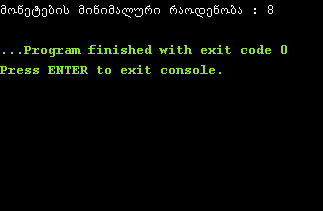 მონეტების მინიმალური რაოდენობა : 8
...Program finished with exit code 0
Press ENTER to exit console.